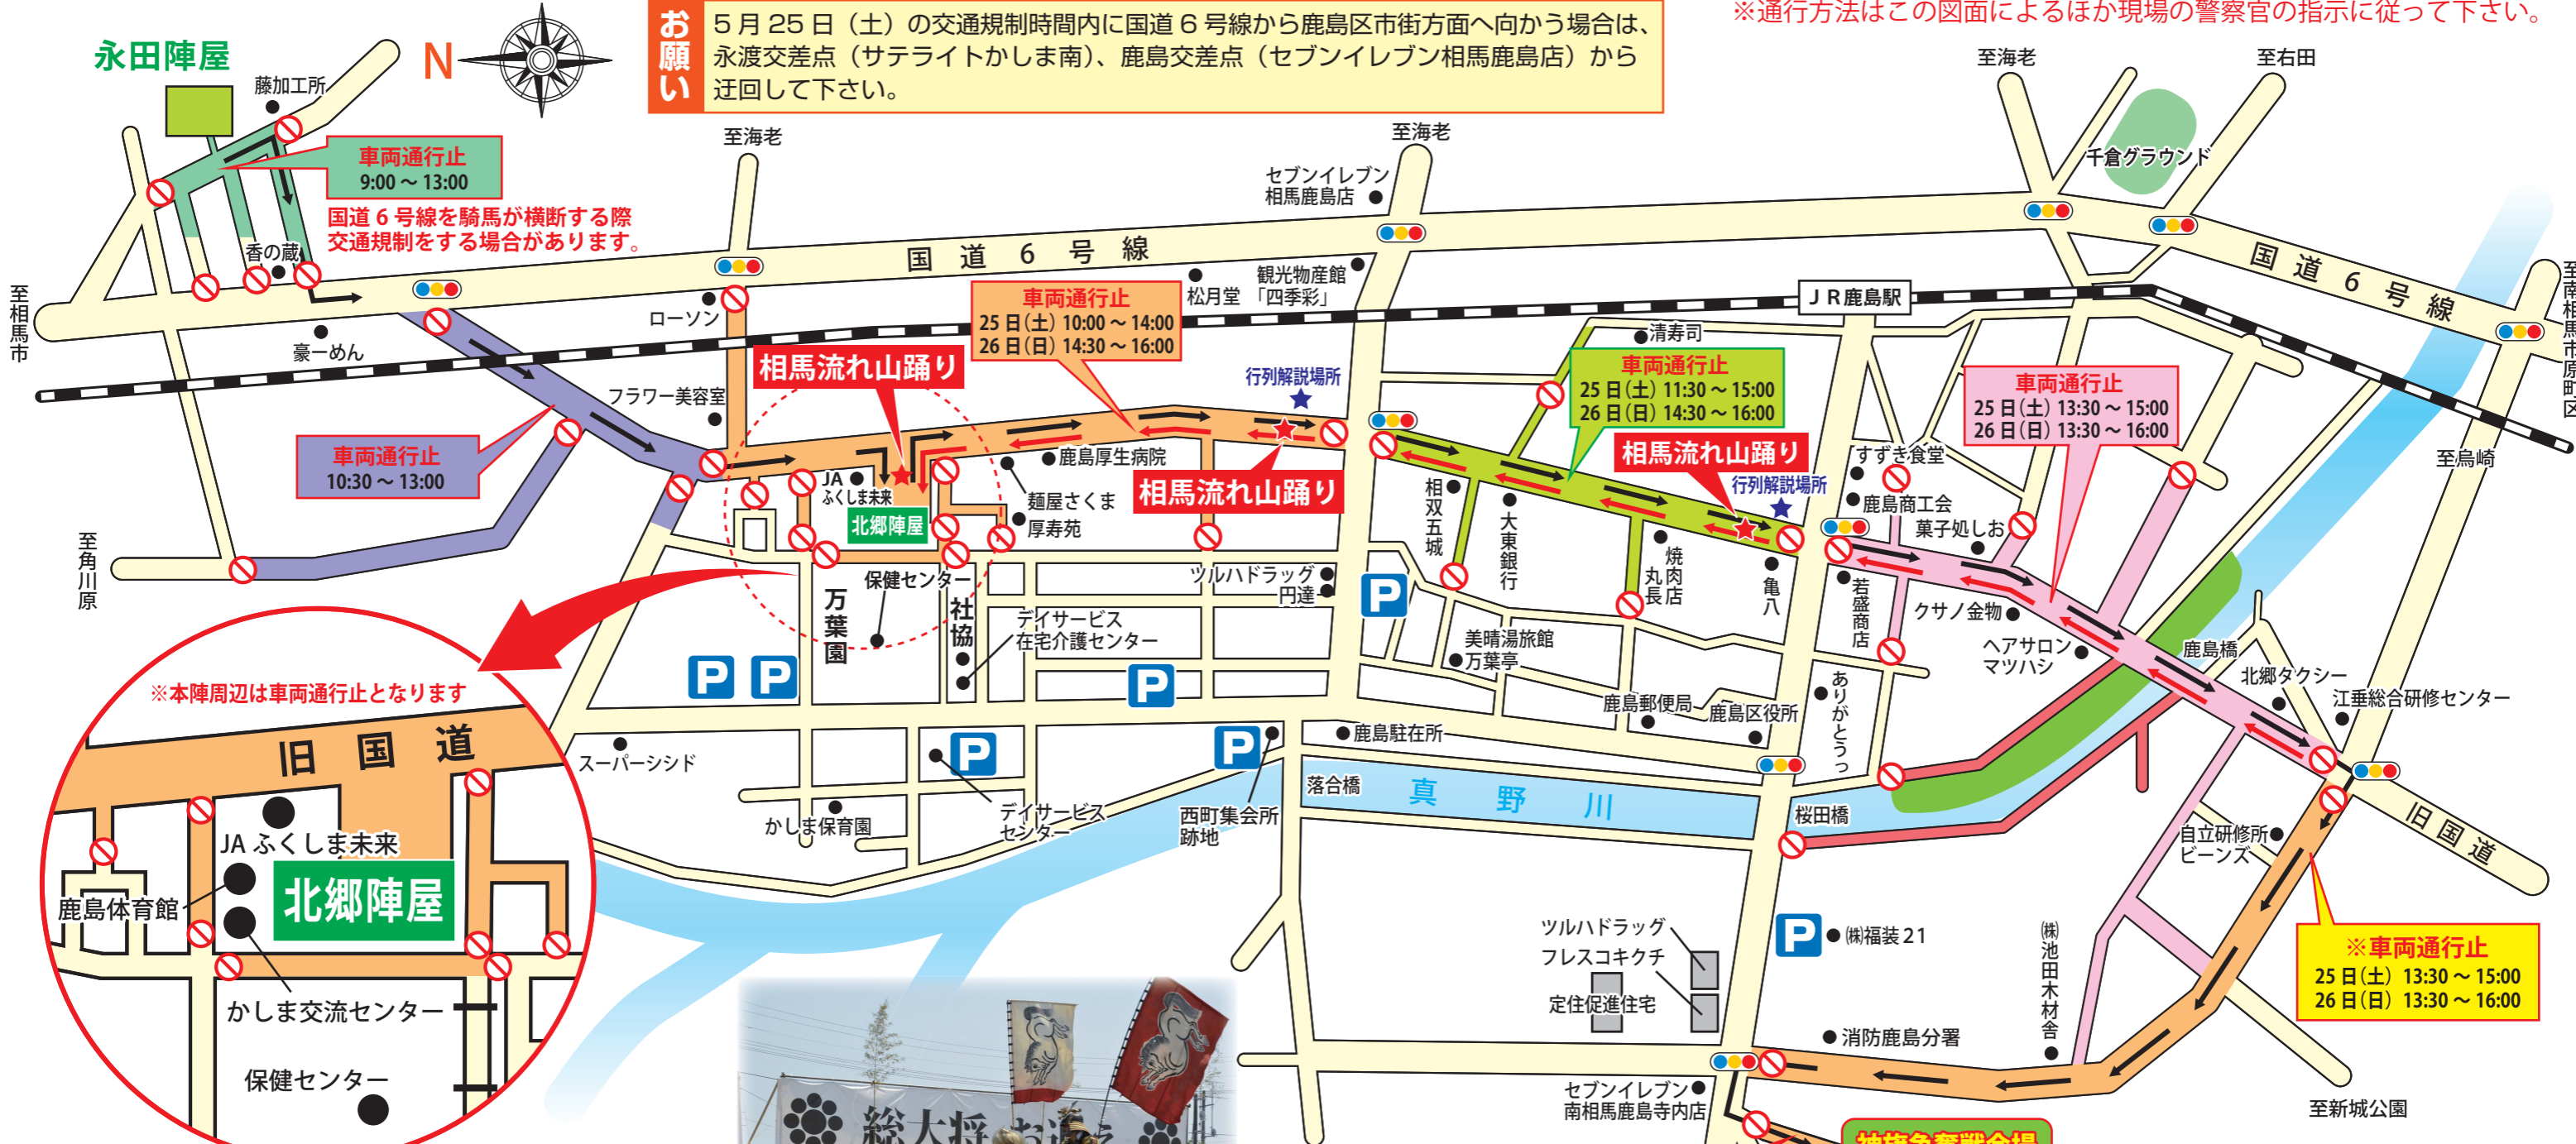 ※通行方法はこの図面によるほか現場の警察官の指示に従って下さい。
お願い
5月25日（土）の交通規制時間内に国道6号線から鹿島区市街方面へ向かう場合は、
永渡交差点（サテライトかしま南）、鹿島交差点（セブンイレブン相馬鹿島店）から
迂回して下さい。
N
永田陣屋
藤加工所
車両通行止
9:00～13:00
国道6号線を騎馬が横断する際
交通規制をする場合があります。
香の蔵
至相馬市
豪一めん
至海老
ローソン
国道6号線
至海老
セブンイレブン
相馬鹿島店
松月堂
観光物産館
「四季彩」
至海老
至右田
千倉グラウンド
国道6号線
至南相馬市原町区
JR鹿島駅
車両通行止
10:30～13:00
フラワー美容室
相馬流れ山踊り
車両通行止
25日(土) 10:00～14:00
26日(日) 14:30～16:00
行列解説場所
清寿司
車両通行止
25日(土) 11:30～15:00
26日(日) 14:30～16:00
相馬流れ山踊り
行列解説場所
車両通行止
25日(土) 13:30～15:00
26日(日) 13:30～16:00
至烏崎
至角川原
JA
ふくしま未来
北郷陣屋
鹿島厚生病院
麺屋さくま
厚寿苑
相馬流れ山踊り
相双五城
大東銀行
焼肉店
丸長
亀八
すずき食堂
鹿島商工会
菓子処しお
若盛商店
クサノ金物
ヘアサロン
マツハシ
鹿島橋
北郷タクシー
江垂総合研修センター
保健センター
万葉園
社協
デイサービス
在宅介護センター
ツルハドラッグ
円達
P
美晴湯旅館
万葉亭
P
P
P
鹿島郵便局
鹿島区役所
ありがとうっ
スーパーシシド
P
P
鹿島駐在所
かしま保育園
デイサービス
センター
西町集会所
跡地
落合橋
真野川
桜田橋
自立研修所
ビーンズ
旧国道
※本陣周辺は車両通行止となります
旧国道
JAふくしま未来
鹿島体育館
北郷陣屋
かしま交流センター
保健センター
ツルハドラッグ
フレスコキクチ
定住促進住宅
P
㈱福装21
㈱池田木材舎
※車両通行止
25日(土) 13:30～15:00
26日(日) 13:30～16:00
消防鹿島分署
セブンイレブン
南相馬鹿島寺内店
至新城公園
総大将
神旗争奪戦会場